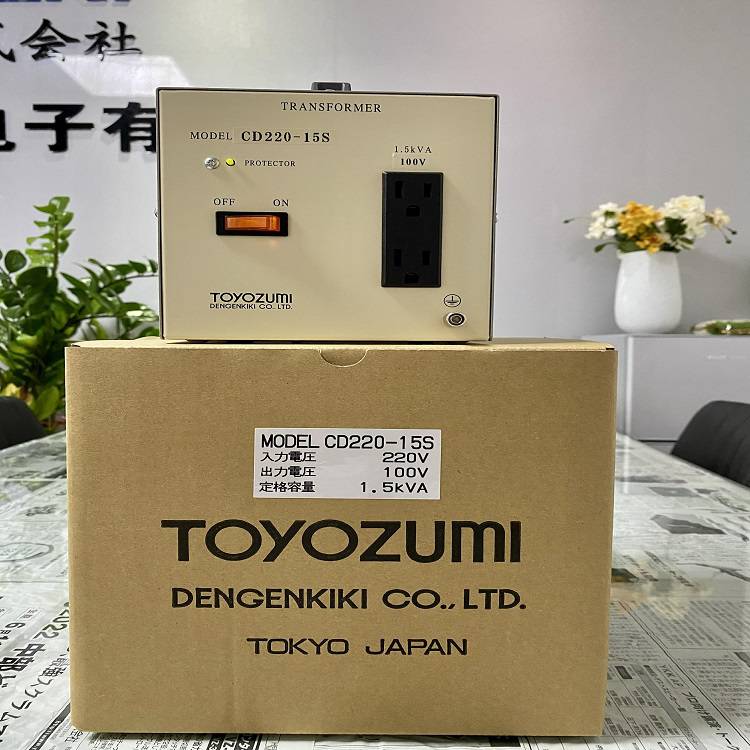 式会社
电子有
TRANSFORMER
MODEL CD220-15S
PROTECTOR
1.5kVA
100V
OFF ON
TOYOZUMI
DENGENKIKI CO., LTD.
MODEL CD220-15S
入力電圧 220V
出力電圧 100V
定格容量 1.5kVA
TOYOZUMI
DENGENKIKI CO., LTD.
TOKYO JAPAN